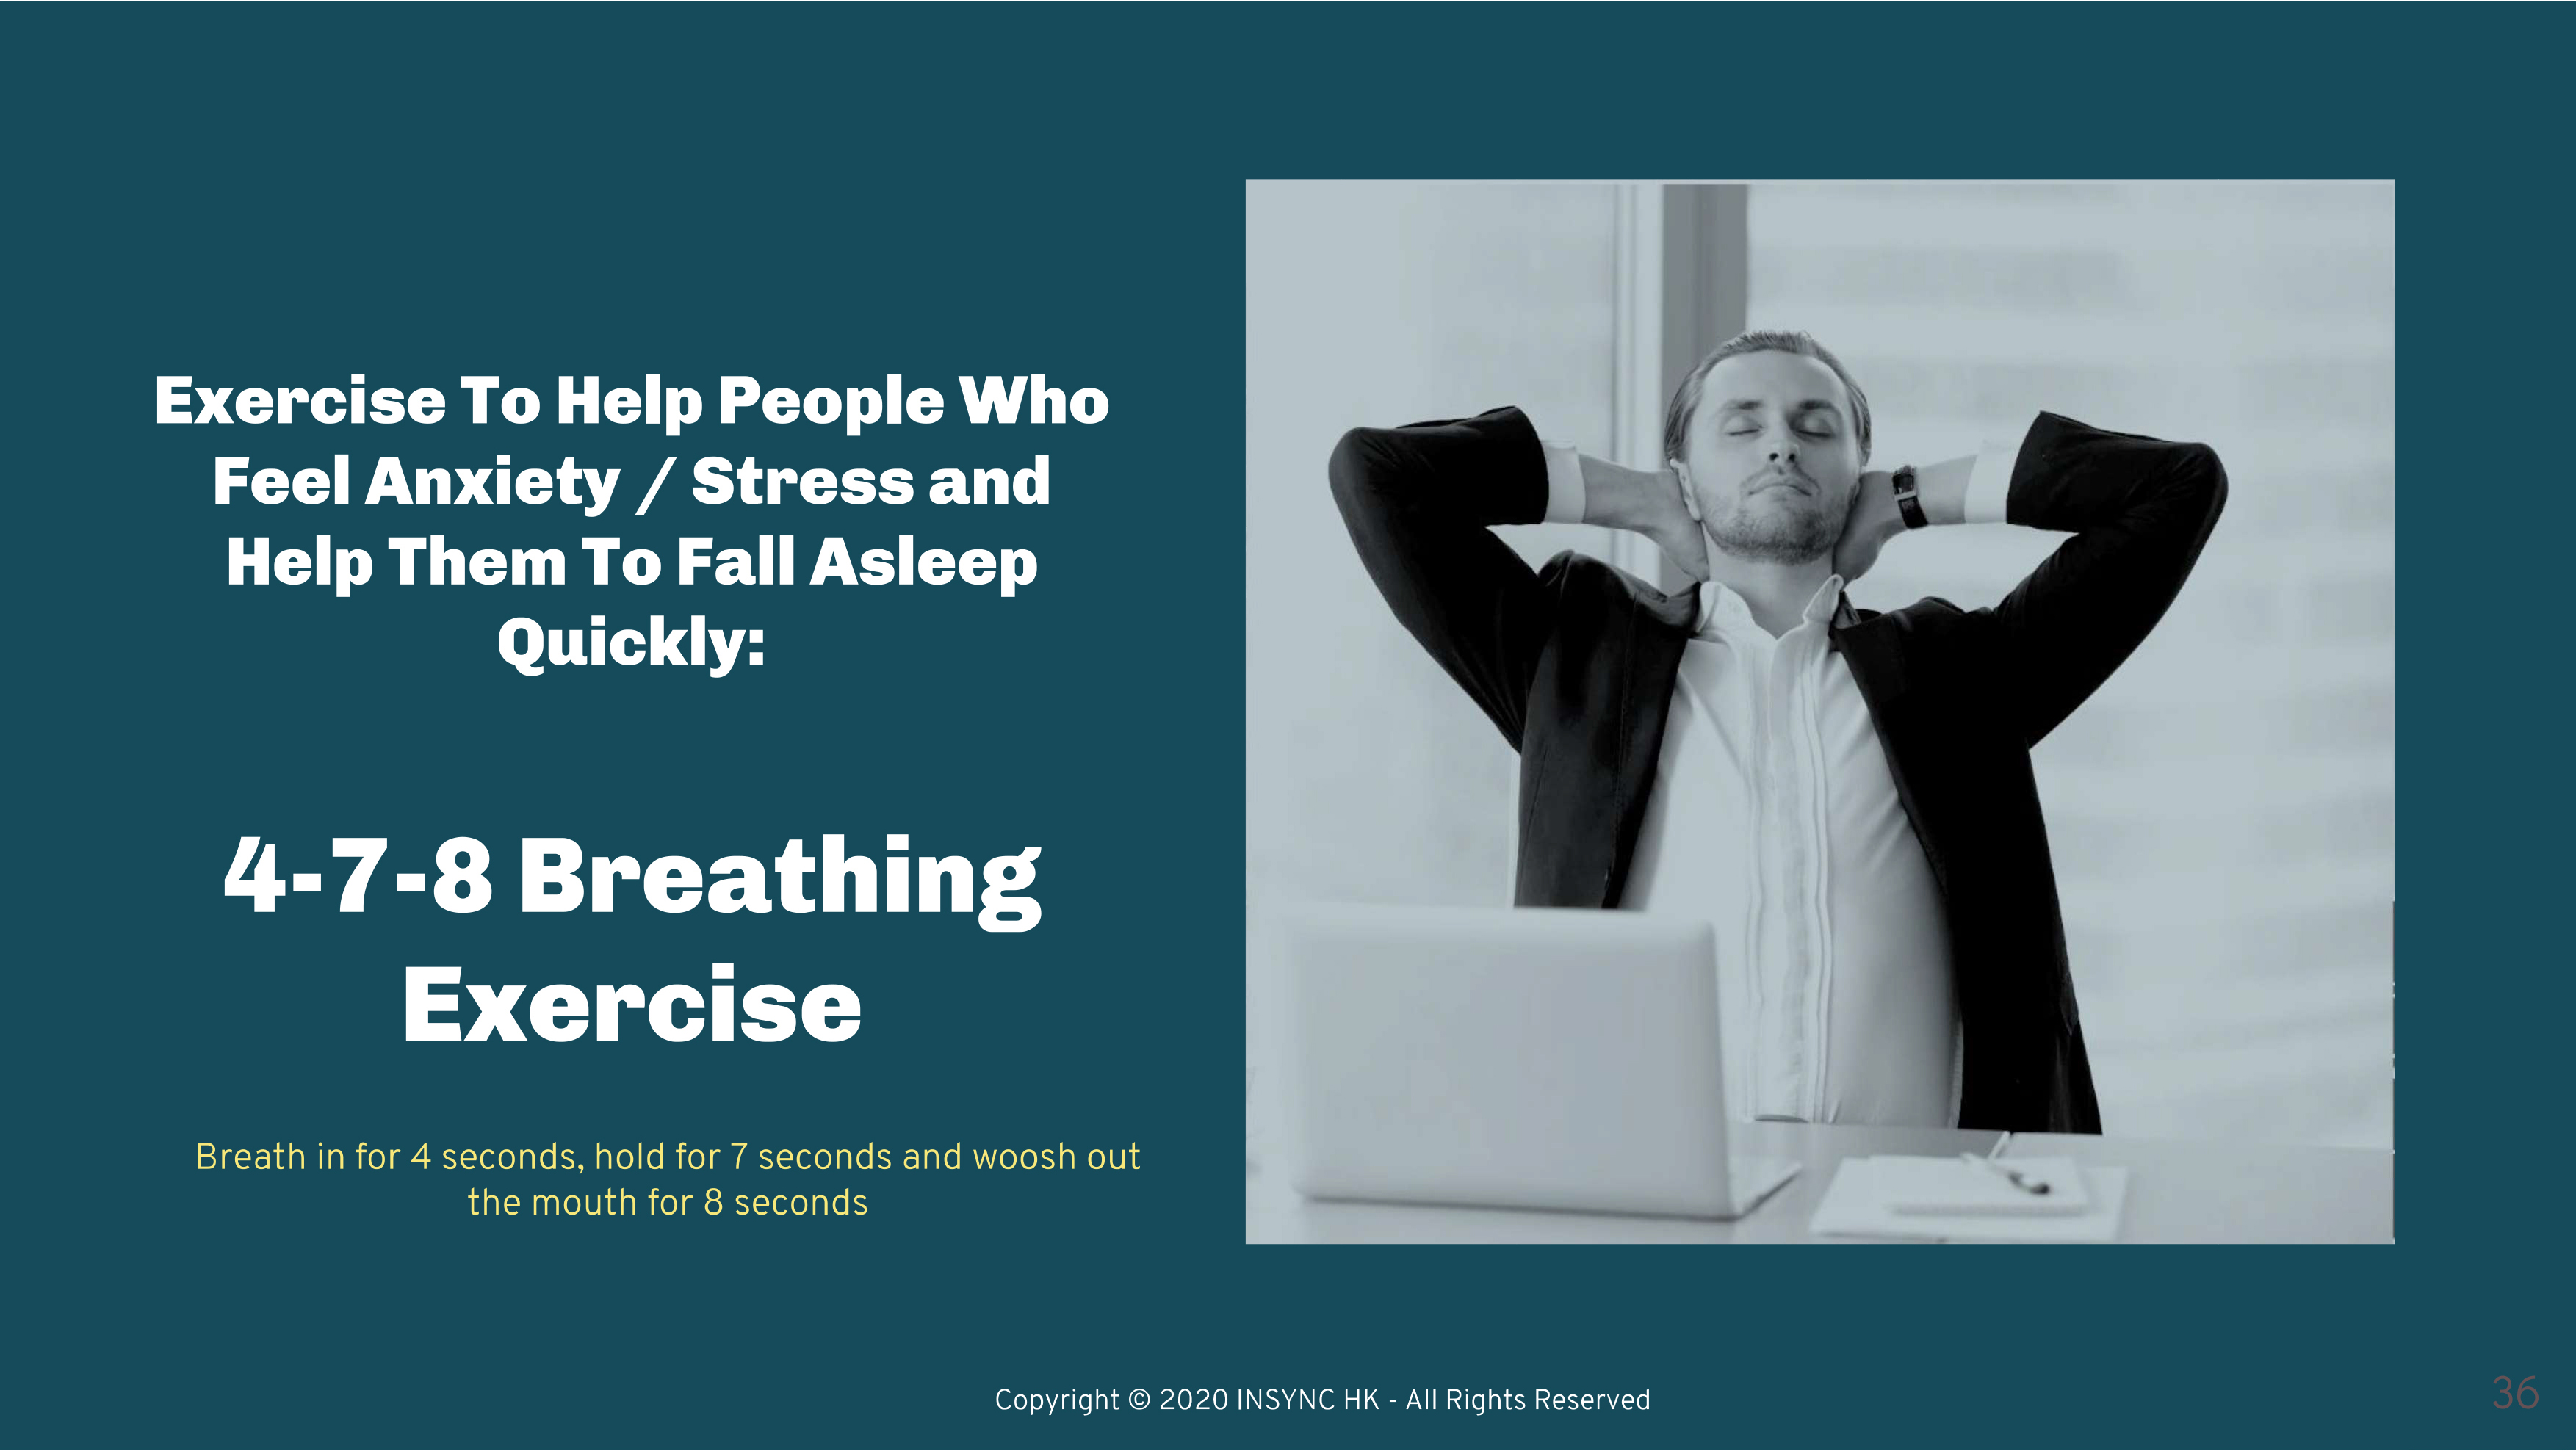 Exercise To Help People Who
Feel Anxiety / Stress and
Help Them To Fall Asleep
Quickly:
4-7-8 Breathing
Exercise
Breath in for 4 seconds, hold for 7 seconds and woosh out
the mouth for 8 seconds
Copyright © 2020 INSYNC HK - All Rights Reserved
36